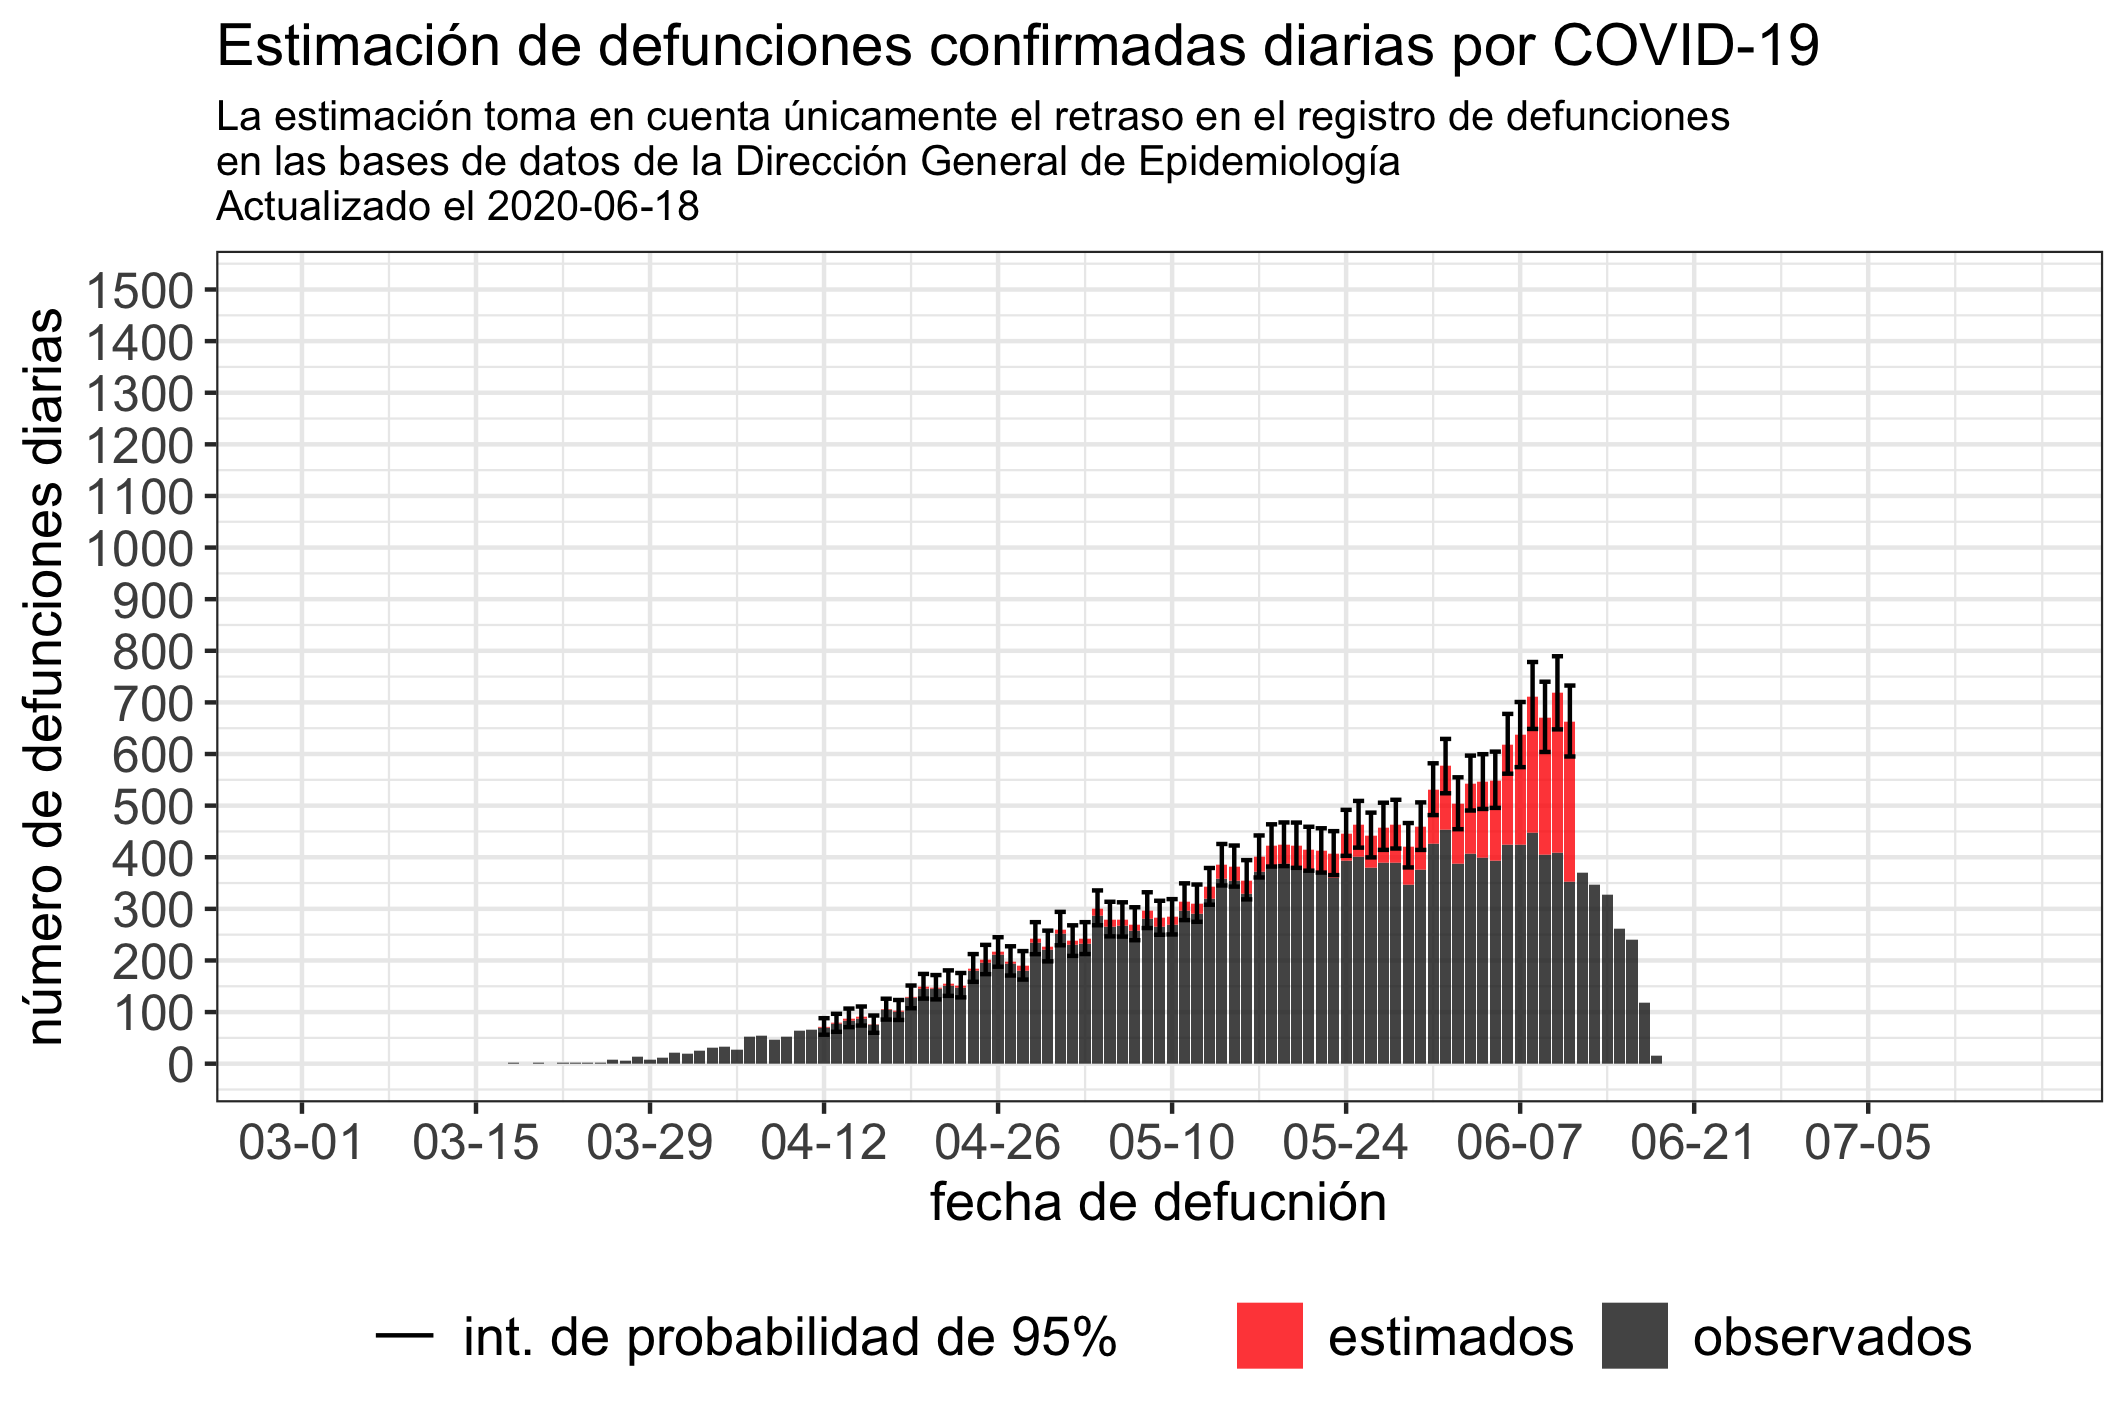 Estimación de defunciones confirmadas diarias por COVID-19
La estimación toma en cuenta únicamente el retraso en el registro de defunciones
en las bases de datos de la Dirección General de Epidemiología
Actualizado el 2020-06-18
número de defunciones diarias
1500
1400
1300
1200
1100
1000
900
800
700
600
500
400
300
200
100
0
03-01 03-15 03-29 04-12 04-26 05-10 05-24 06-07 06-21 07-05
fecha de defucnión
int. de probabilidad de 95% estimados observados